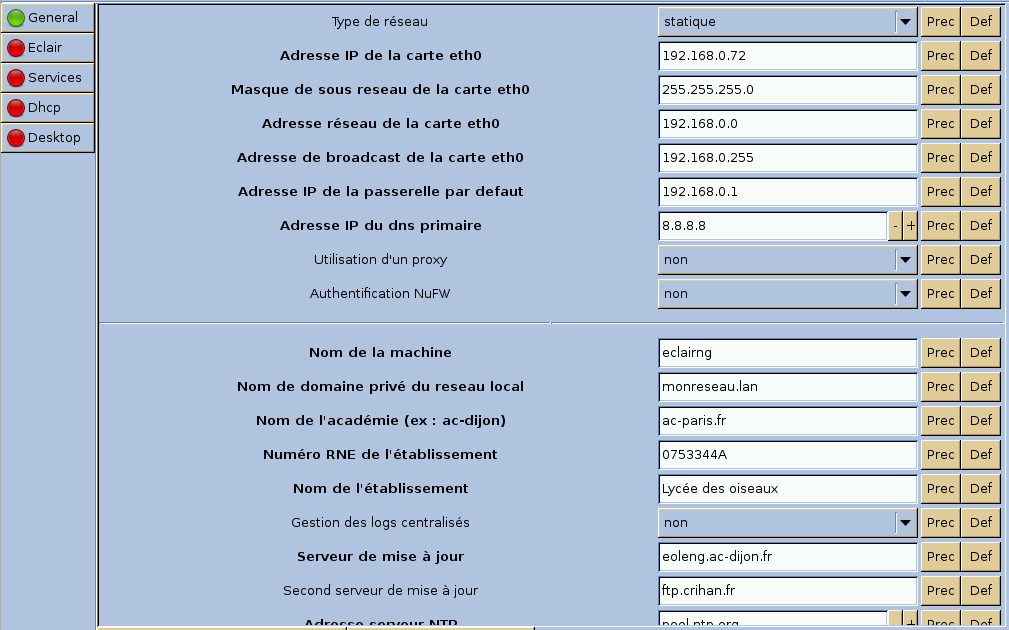 General
Eclair
Services
Dhcp
Desktop
Type de réseau statique Prec Def
Adresse IP de la carte eth0 192.168.0.72 Prec Def
Masque de sous reseau de la carte eth0 255.255.255.0 Prec Def
Adresse réseau de la carte eth0 192.168.0.0 Prec Def
Adresse de broadcast de la carte eth0 192.168.0.255 Prec Def
Adresse IP de la passerelle par defaut 192.168.0.1 Prec Def
Adresse IP du dns primaire 8.8.8.8 - + Prec Def
Utilisation d'un proxy non Prec Def
Authentification NuFW non Prec Def
Nom de la machine eclairng Prec Def
Nom de domaine privé du reseau local monreseau.lan Prec Def
Nom de l'académie (ex : ac-dijon) ac-paris.fr Prec Def
Numéro RNE de l'établissement 0753344A Prec Def
Nom de l'établissement Lycée des oiseaux Prec Def
Gestion des logs centralisés non Prec Def
Serveur de mise à jour eoleng.ac-dijon.fr Prec Def
Second serveur de mise à jour ftp.crihan.fr Prec Def
Adresse serveur NTP pool.ntp.org - + Prec Def